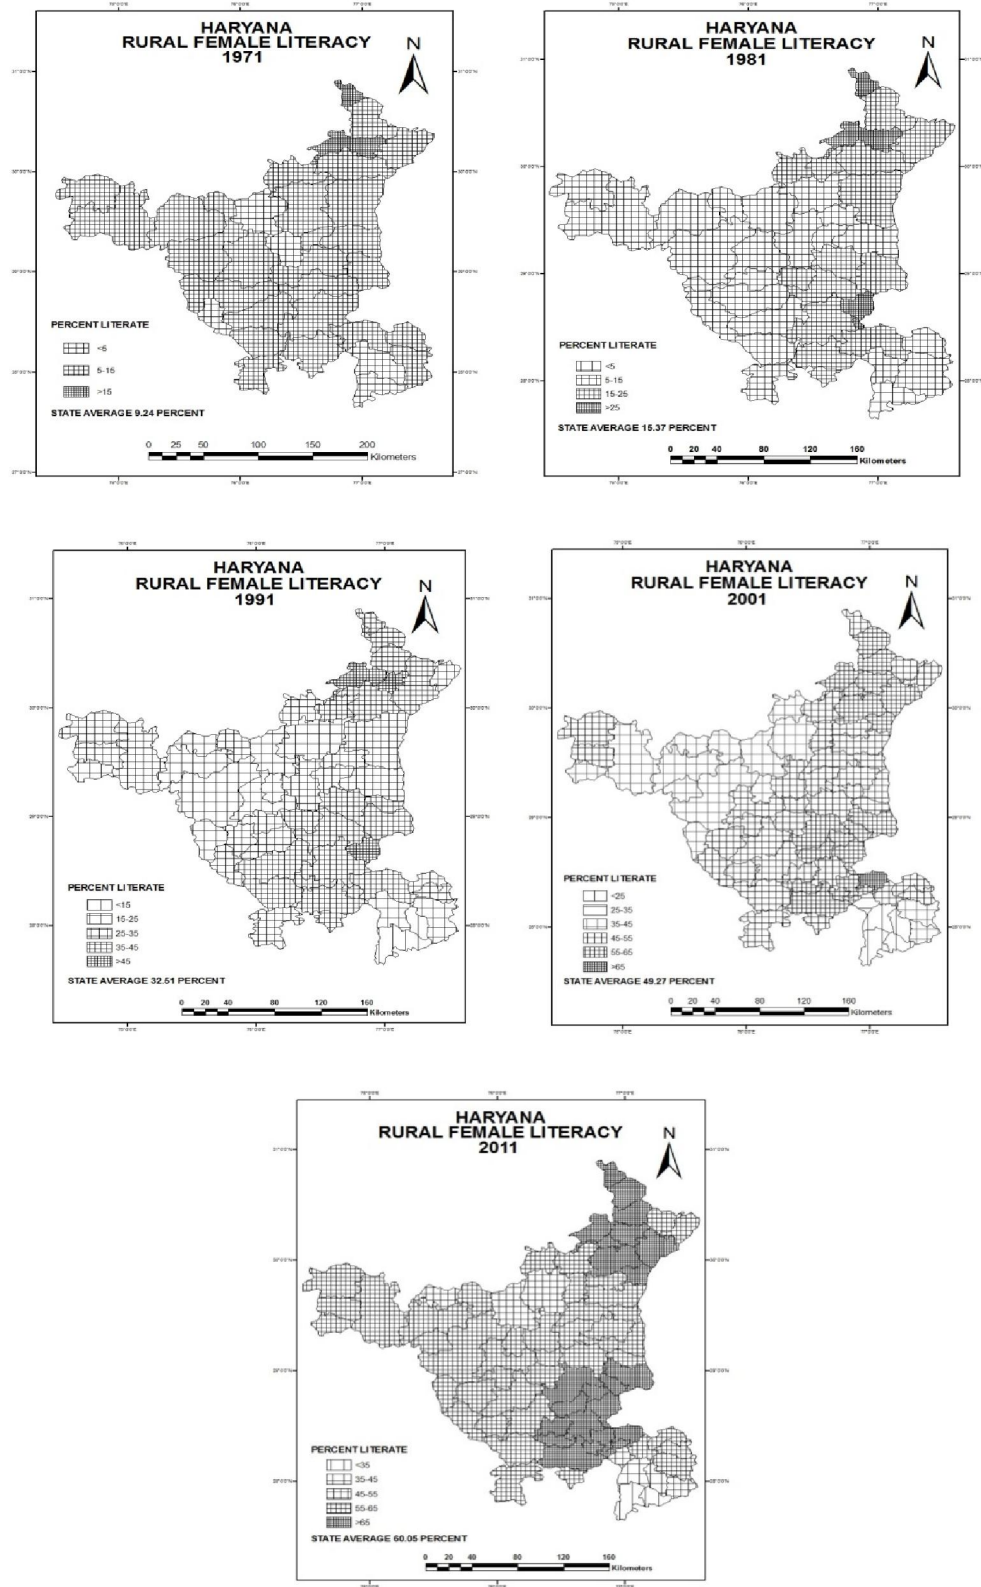 HARYANA
RURAL FEMALE LITERACY
1971
N
PERCENT LITERATE
5-15
>15
STATE AVERAGE 9.24 PERCENT
0 25 50 100 150 200
Kilometers
HARYANA
RURAL FEMALE LITERACY
1981
N
PERCENT LITERATE
<5
5-15
15-25
>25
STATE AVERAGE 15.37 PERCENT
0 20 40 80 120 160
Kilometers
HARYANA
RURAL FEMALE LITERACY
1991
N
PERCENT LITERATE
<15
15-25
25-35
35-45
>45
STATE AVERAGE 32.51 PERCENT
0 20 40 80 120 160
Kilometers
HARYANA
RURAL FEMALE LITERACY
2001
N
PERCENT LITERATE
<25
25-35
35-45
45-55
55-65
>65
STATE AVERAGE 49.27 PERCENT
0 20 40 80 120 160
Kilometers
HARYANA
RURAL FEMALE LITERACY
2011
N
PERCENT LITERATE
<35
35-45
45-55
55-65
>65
STATE AVERAGE 60.05 PERCENT
0 20 40 80 120 160
Kilometers